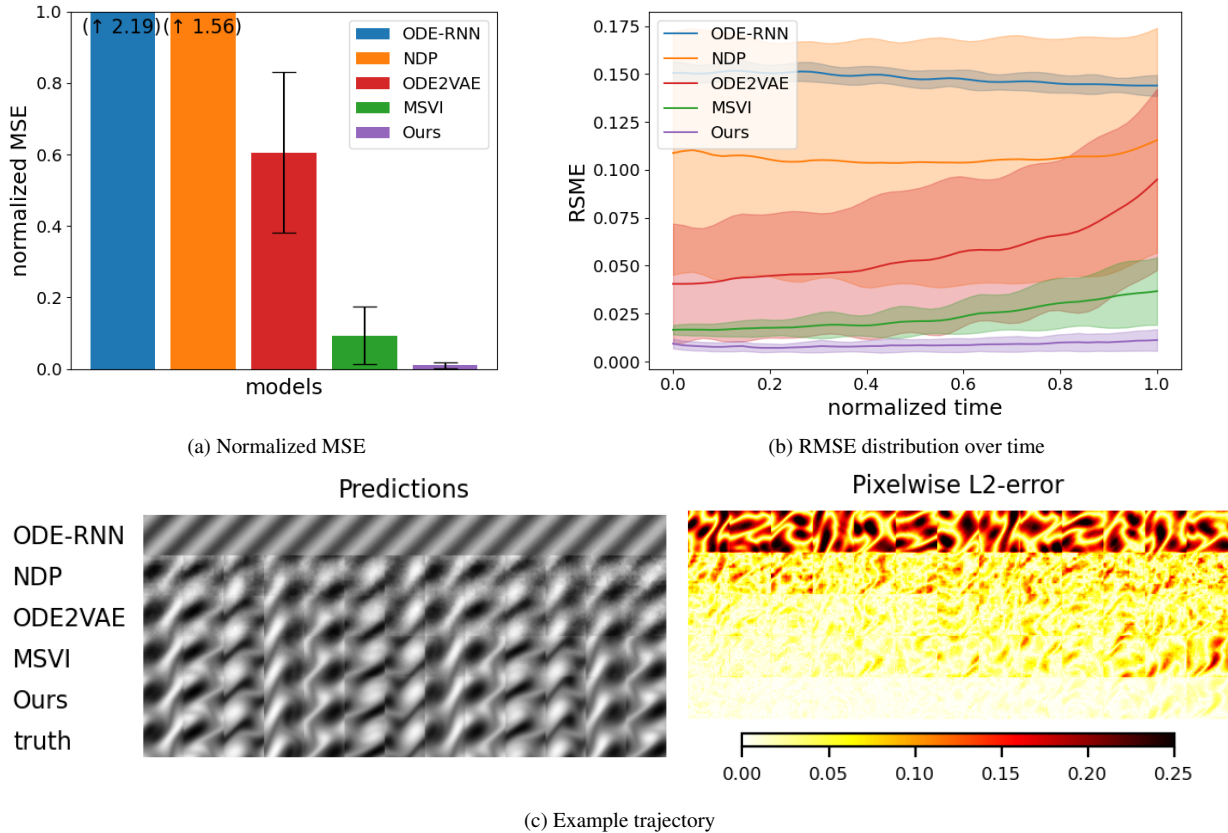 1.0
0.8
0.6
0.4
0.2
0.0
normalized MSE
(↑ 2.19)
(↑ 1.56)
ODE-RNN
NDP
ODE2VAE
MSVI
Ours
models
(a) Normalized MSE
0.175
0.150
0.125
0.100
0.075
0.050
0.025
0.000
RSME
ODE-RNN
NDP
ODE2VAE
MSVI
Ours
0.0 0.2 0.4 0.6 0.8 1.0
normalized time
(b) RMSE distribution over time
Predictions
ODE-RNN
NDP
ODE2VAE
MSVI
Ours
truth
Pixelwise L2-error
0.00 0.05 0.10 0.15 0.20 0.25
(c) Example trajectory